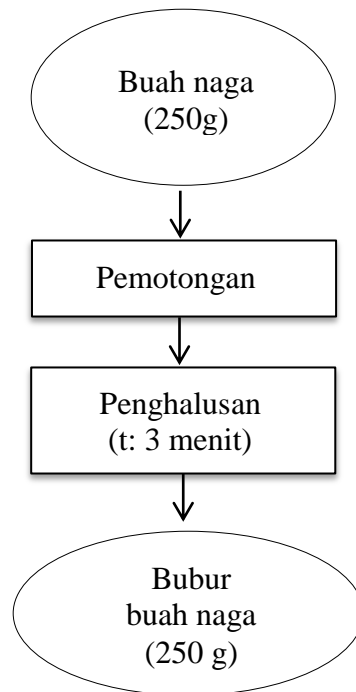 Buah naga
(250g)
Pemotongan
Penghalusan
(t: 3 menit)
Bubur
buah naga
(250 g)